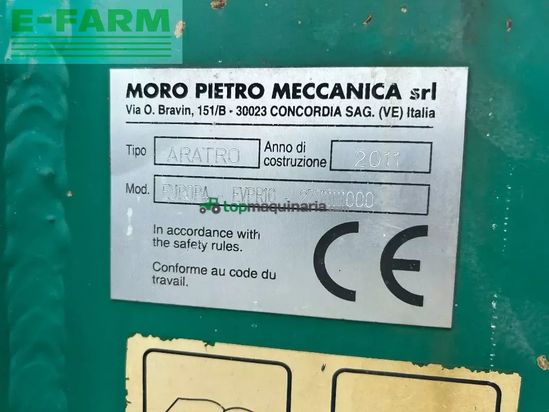 E-FARM
MORO PIETRO MECCANICA srl
Via O. Bravin, 151/B - 30023 CONCORDIA SAG. (VE) Italia
Tipo ARATRO Anno di costruzione 2011
Mod. EUROPA
topmaquinaria
In accordance with
the safety rules.
Conforme au code du
travail.
CE